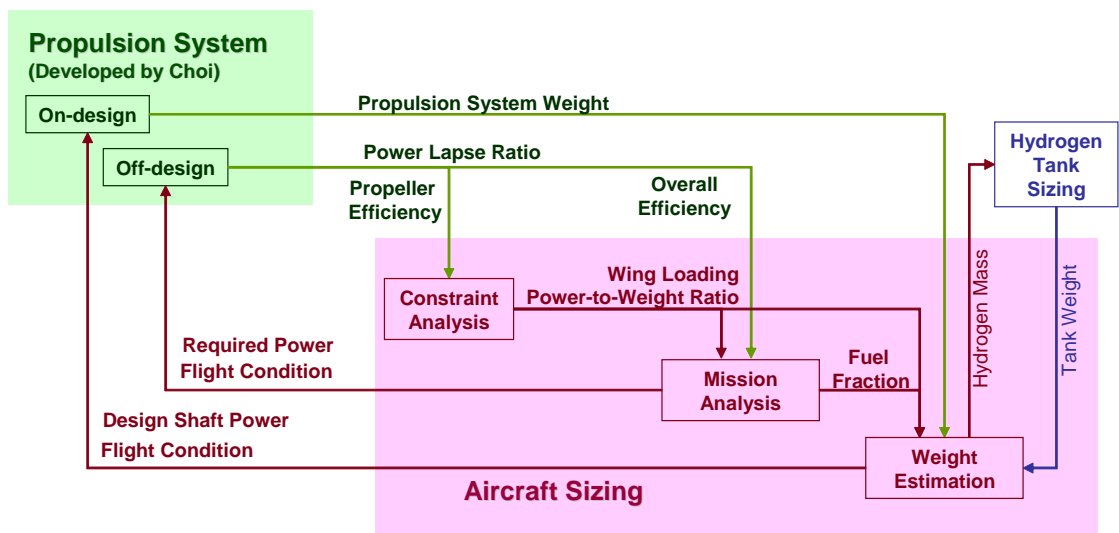 Propulsion System
(Developed by Choi)
On-design
Propulsion System Weight
Off-design
Power Lapse Ratio
Propeller
Efficiency
Overall
Efficiency
Hydrogen
Tank
Sizing
Constraint
Analysis
Wing Loading
Power-to-Weight Ratio
Hydrogen Mass
Tank Weight
Required Power
Flight Condition
Mission
Analysis
Fuel
Fraction
Design Shaft Power
Flight Condition
Weight
Estimation
Aircraft Sizing